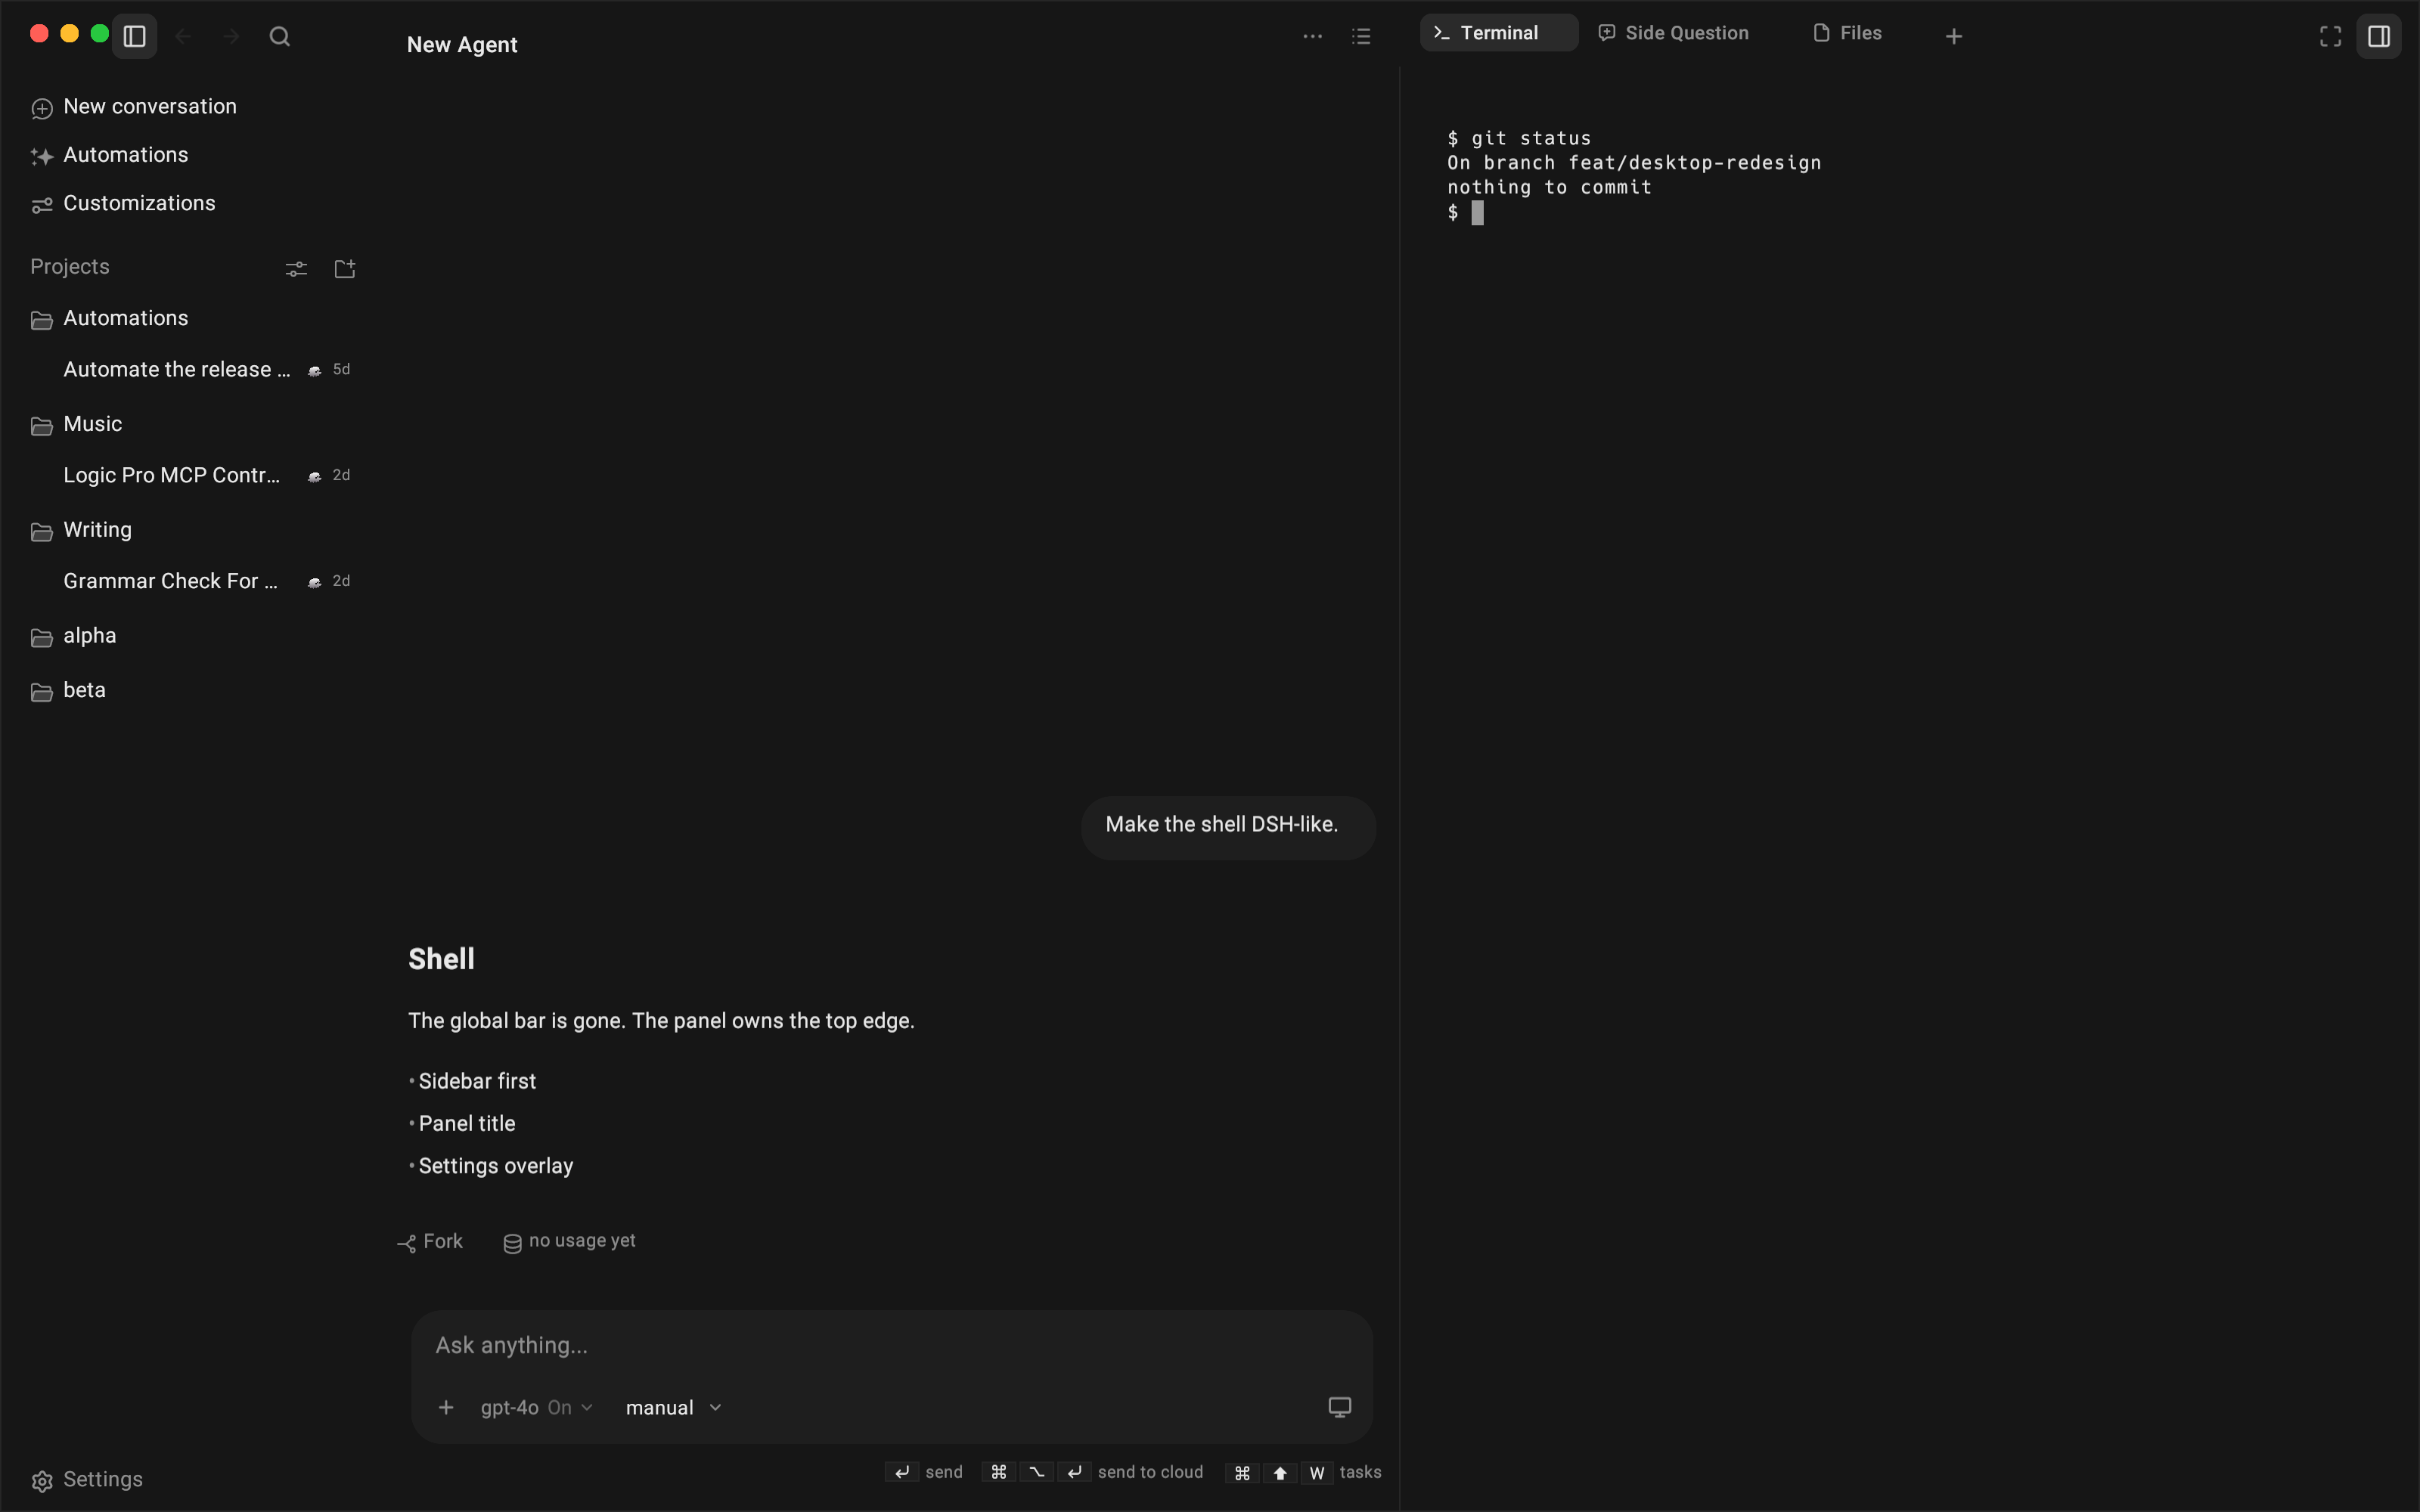 New Agent
Terminal
Side Question
Files
New conversation
Automations
Customizations
Projects
Automations
Automate the release ... 5d
Music
Logic Pro MCP Contr... 2d
Writing
Grammar Check For ... 2d
alpha
beta
Settings
Make the shell DSH-like.
Shell
The global bar is gone. The panel owns the top edge.
• Sidebar first
• Panel title
• Settings overlay
Fork no usage yet
Ask anything...
gpt-4o On manual
send ⌘ ⌥ send to cloud ⌘ W tasks
$ git status
On branch feat/desktop-redesign
nothing to commit
$